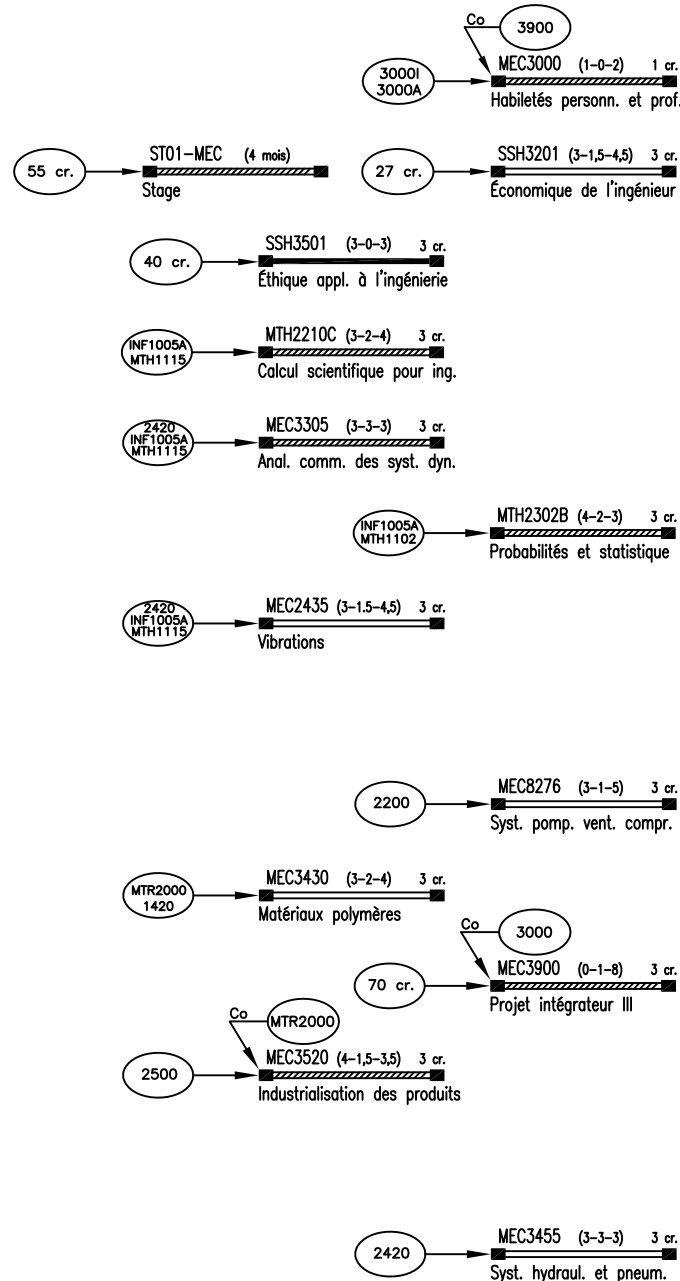 Co
3900
MEC3000 (1-0-2) 1 cr.
3000I
3000A
Habiletés personn. et prof.
55 cr.
ST01-MEC (4 mois)
Stage
27 cr.
SSH3201 (3-1,5-4,5) 3 cr.
Économique de l'ingénieur
40 cr.
SSH3501 (3-0-3) 3 cr.
Éthique appl. à l'ingénierie
INF1005A
MTH1115
MTH2210C (3-2-4) 3 cr.
Calcul scientifique pour ing.
2420
INF1005A
MTH1115
MEC3305 (3-3-3) 3 cr.
Anal. comm. des syst. dyn.
INF1005A
MTH1102
MTH2302B (4-2-3) 3 cr.
Probabilités et statistique
2420
INF1005A
MTH1115
MEC2435 (3-1.5-4,5) 3 cr.
Vibrations
2200
MEC8276 (3-1-5) 3 cr.
Syst. pomp. vent. compr.
MTR2000
1420
MEC3430 (3-2-4) 3 cr.
Matériaux polymères
Co
3000
70 cr.
MEC3900 (0-1-8) 3 cr.
Projet intégrateur III
Co
MTR2000
2500
MEC3520 (4-1,5-3,5) 3 cr.
Industrialisation des produits
2420
MEC3455 (3-3-3) 3 cr.
Syst. hydraul. et pneum.